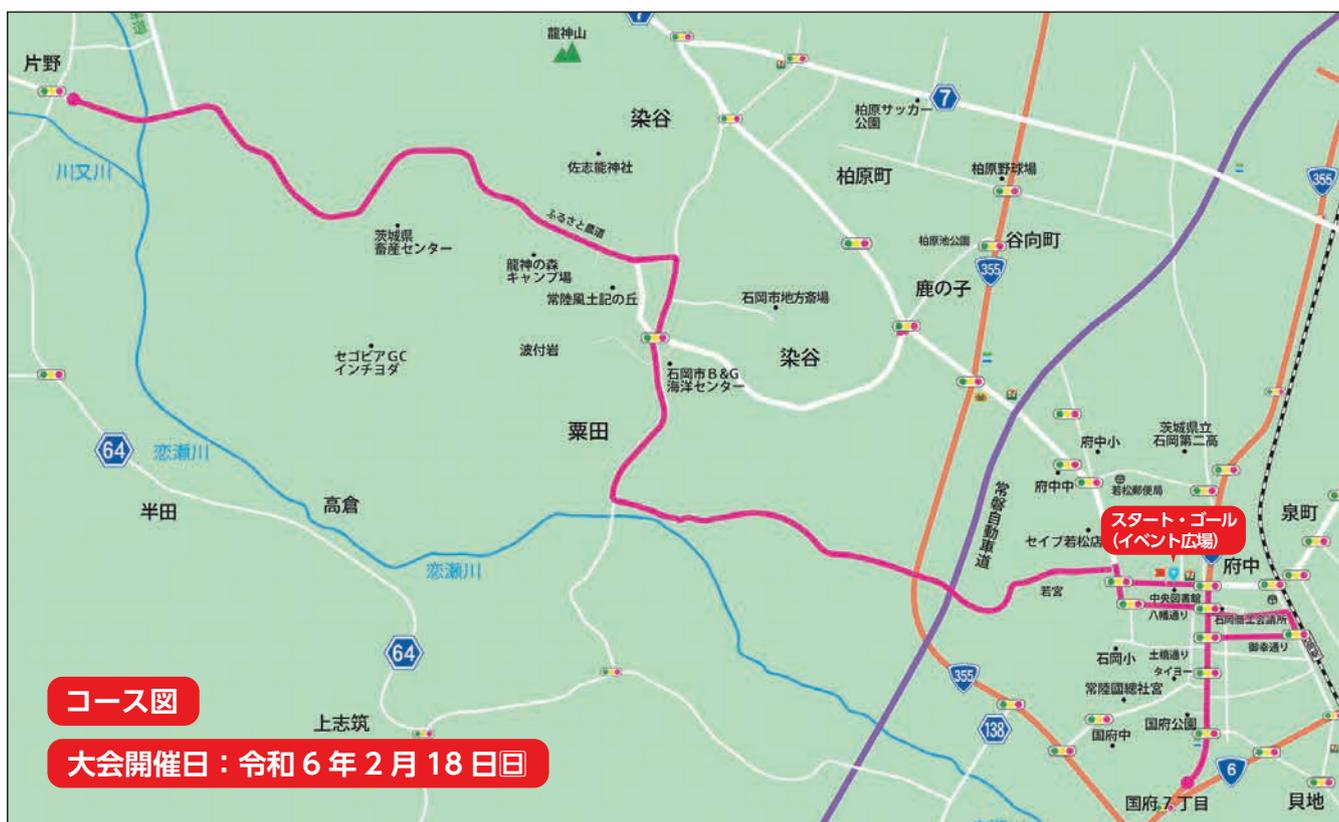 片野
龍神山
7
染谷
7
柏原サッカー
公園
川又川
佐志能神社
柏原町
柏原野球場
355
ふるさと農道
茨城県
畜産センター
柏原池公園
谷向町
龍神の森
キャンプ場
355
鹿の子
常陸風土記の丘
石岡市地方斎場
セゴビアGC
インチヨダ
波付岩
染谷
石岡市B&G
海洋センター
粟田
茨城県立
石岡第二高
府中小
64
恋瀬川
府中中
若松郵便局
半田
高倉
常磐自動車道
スタート・ゴール
(イベント広場)
泉町
セイブ若松店
恋瀬川
府中
若宮
中央図書館
八幡通り
石岡商工会議所
御幸通り
64
石岡小
土橋通り
タイヨー
355
常陸國總社宮
コース図
上志筑
138
国府公園
国府中
大会開催日:令和6年2月18日日
6
国府7丁目
貝地